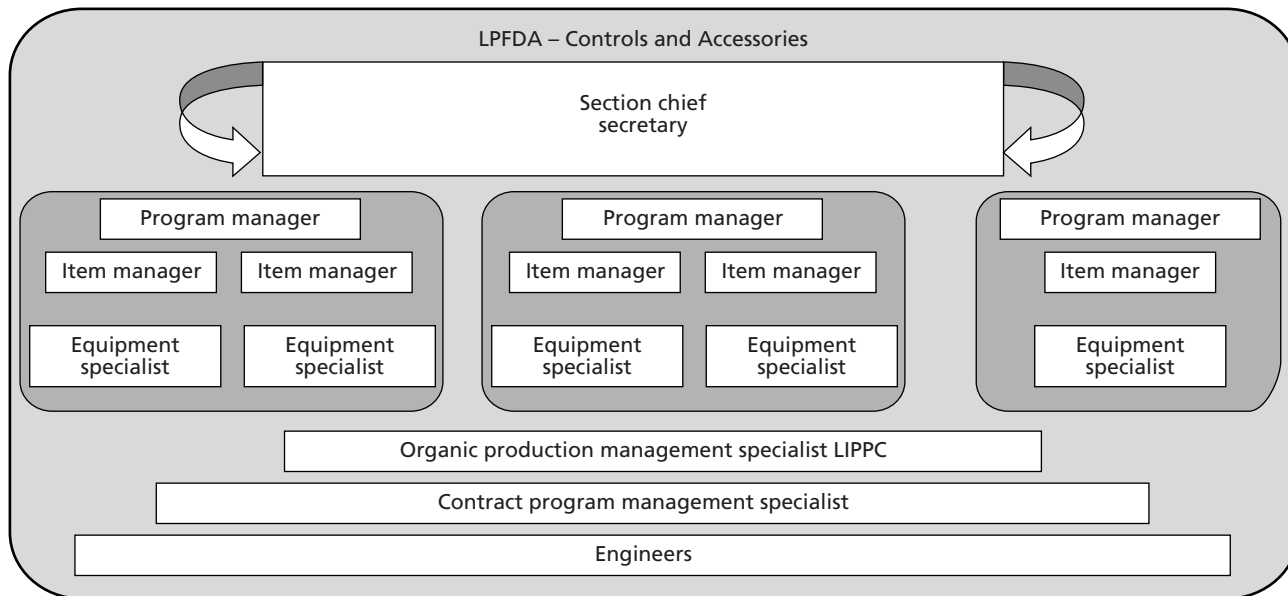 LPFDA – Controls and Accessories
Section chief
secretary
Program manager
Item manager
Item manager
Equipment
specialist
Equipment
specialist
Program manager
Item manager
Item manager
Equipment
specialist
Equipment
specialist
Program manager
Item manager
Equipment
specialist
Organic production management specialist LIPPC
Contract program management specialist
Engineers